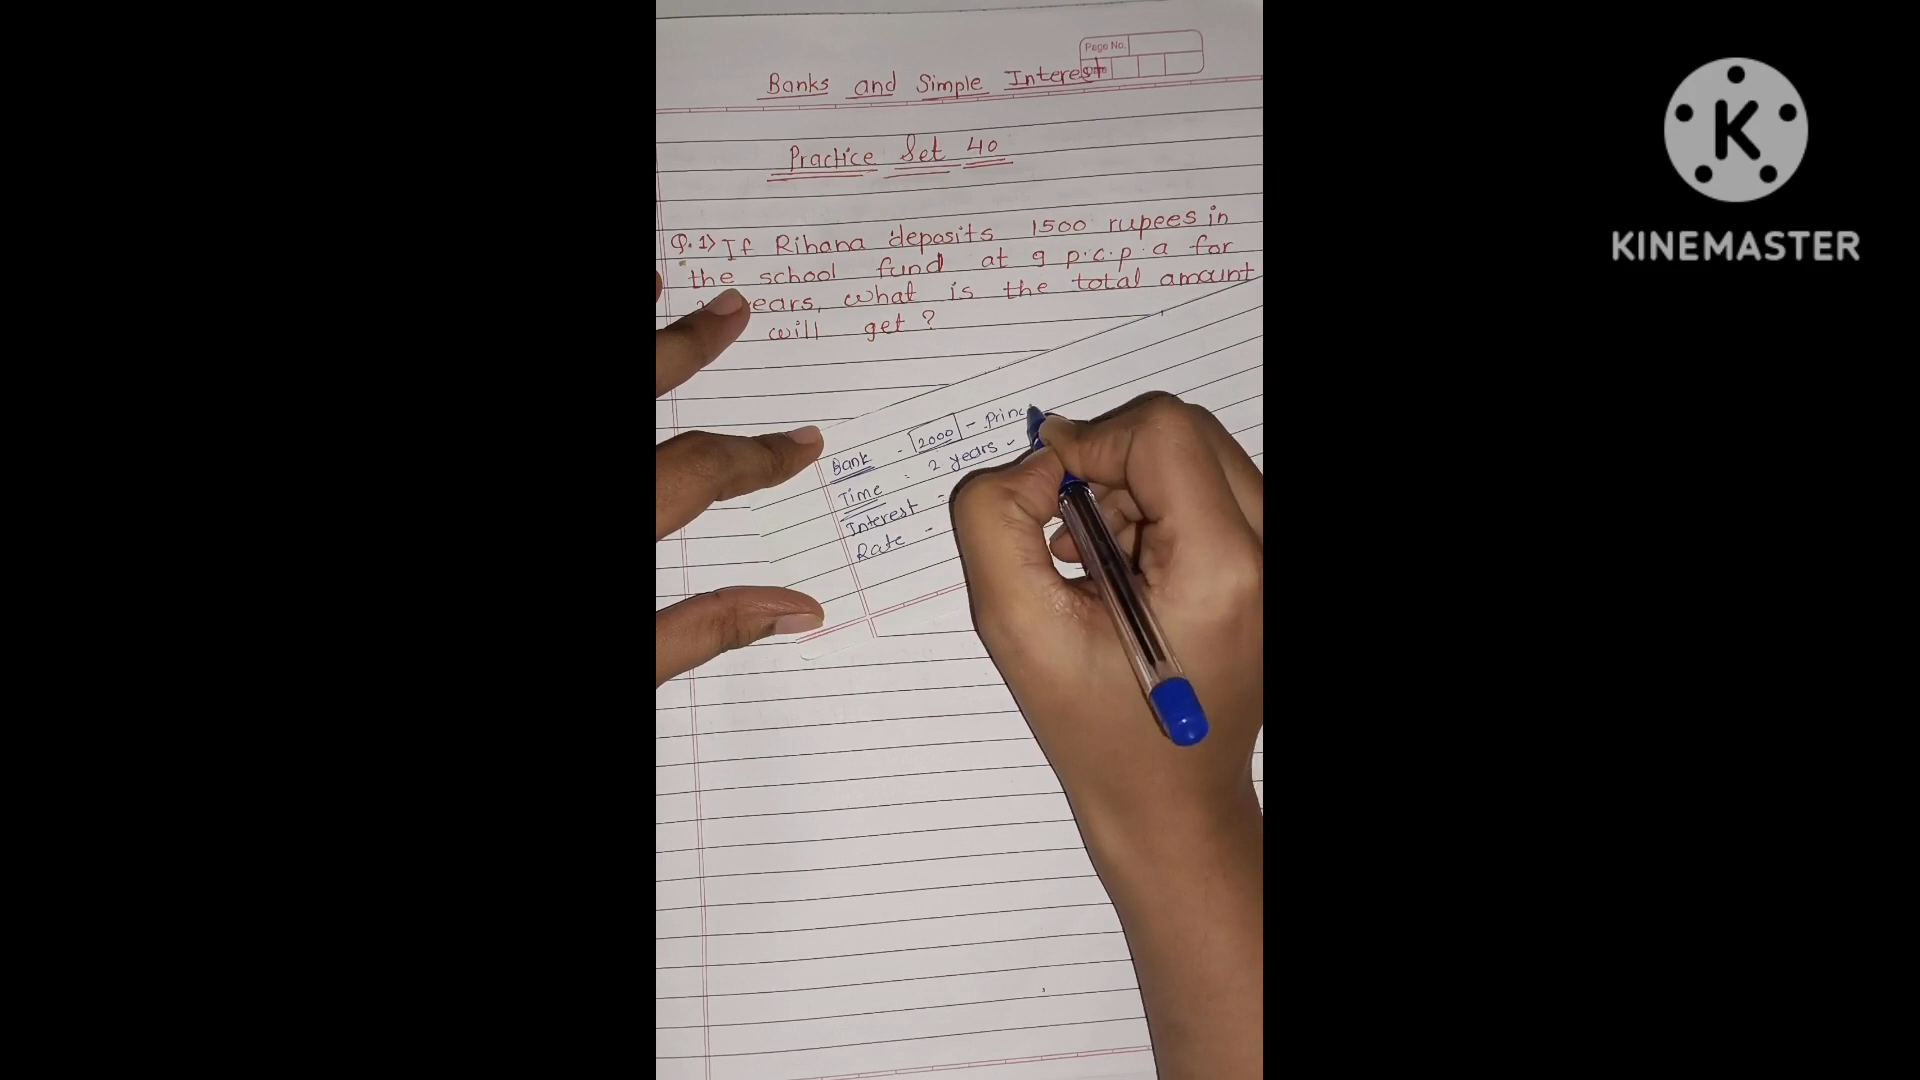 Page No.
Banks and Simple Interest
Practice Set 40
Q.1) If Rihana deposits 1500 rupees in
the school fund at 9 p.c.p.a for
years, what is the total amount
will get?
Bank - 2000 - Princ
Time : 2 years -
Interest =
Rate -
K
KINEMASTER